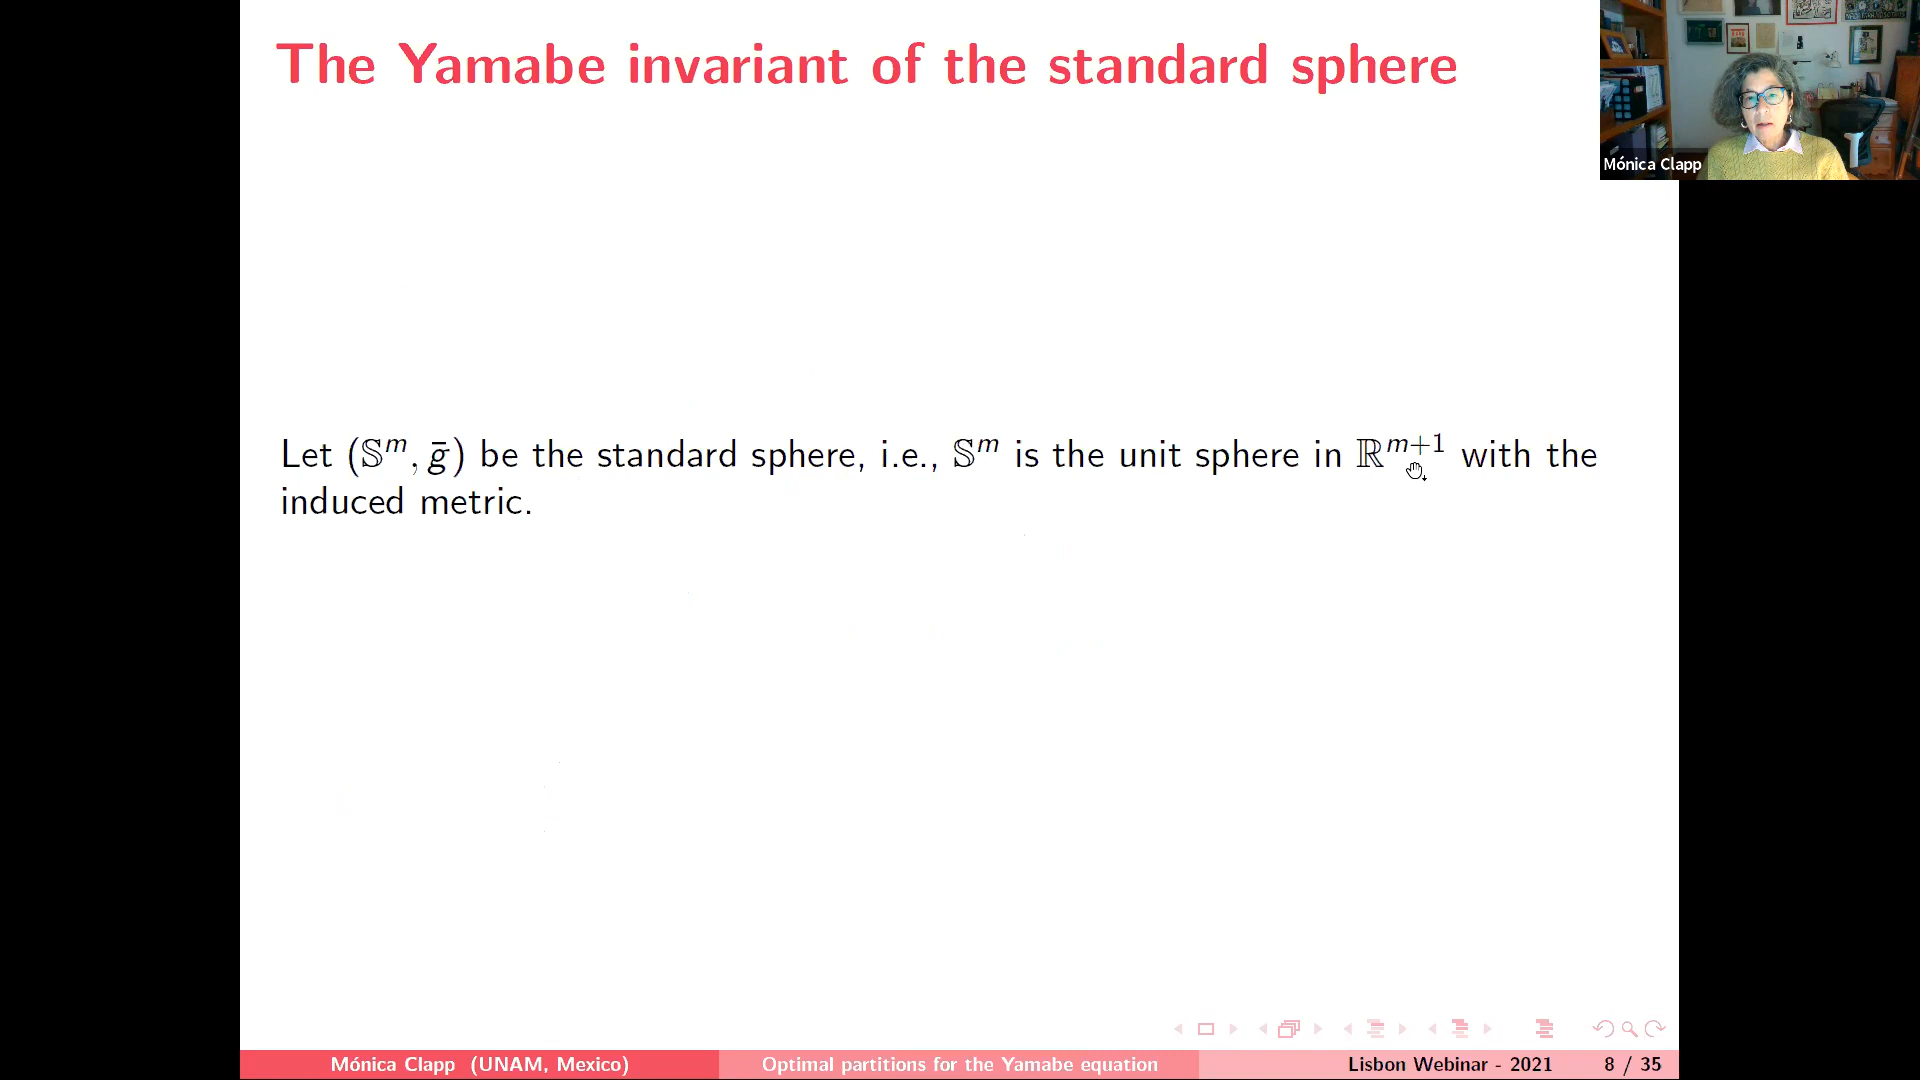 The Yamabe invariant of the standard sphere
Mónica Clapp
Let (𝕊^m, ḡ) be the standard sphere, i.e., 𝕊^m is the unit sphere in ℝ^{m+1} with the
induced metric.
Mónica Clapp (UNAM, Mexico) Optimal partitions for the Yamabe equation Lisbon Webinar - 2021 8 / 35